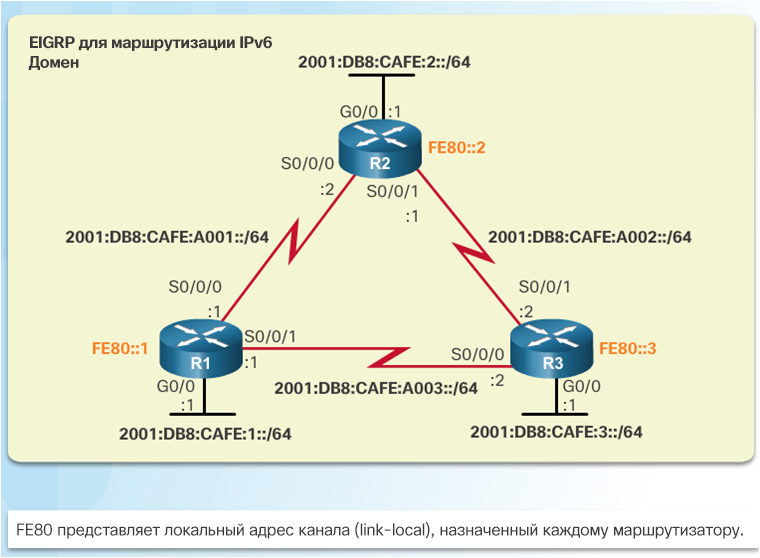 EIGRP для маршрутизации IPv6
Домен
2001:DB8:CAFE:2::/64
G0/0 :1
R2
FE80::2
S0/0/0
:2
S0/0/1
:1
2001:DB8:CAFE:A001::/64
2001:DB8:CAFE:A002::/64
S0/0/0
:1
S0/0/1
:2
FE80::1
R1
S0/0/1
:1
S0/0/0
:2
R3
FE80::3
2001:DB8:CAFE:A003::/64
G0/0
:1
G0/0
:1
2001:DB8:CAFE:1::/64
2001:DB8:CAFE:3::/64
FE80 представляет локальный адрес канала (link-local), назначенный каждому маршрутизатору.